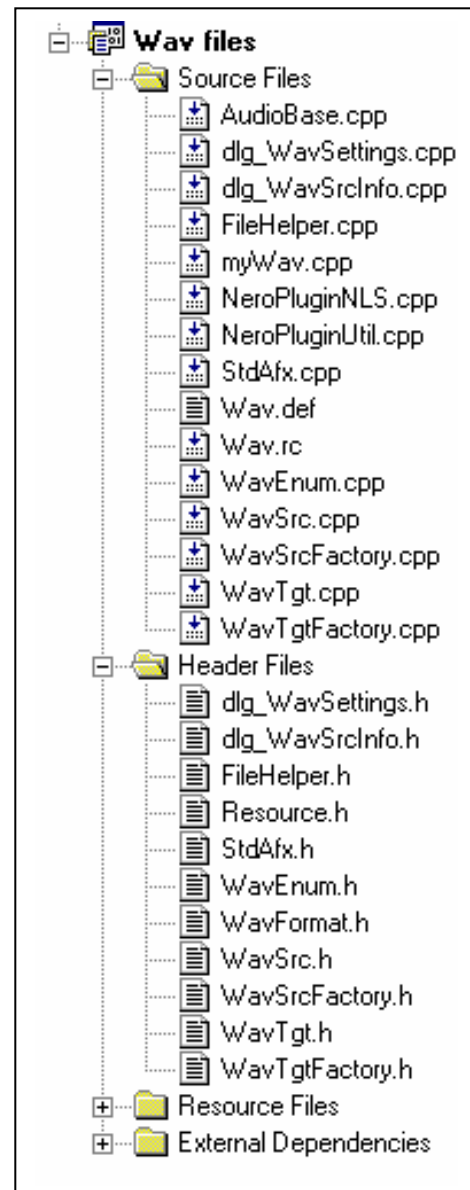 Wav files
Source Files
AudioBase.cpp
dlg_WavSettings.cpp
dlg_WavSrcInfo.cpp
FileHelper.cpp
myWav.cpp
NeroPluginNLS.cpp
NeroPluginUtil.cpp
StdAfx.cpp
Wav.def
Wav.rc
WavEnum.cpp
WavSrc.cpp
WavSrcFactory.cpp
WavTgt.cpp
WavTgtFactory.cpp
Header Files
dlg_WavSettings.h
dlg_WavSrcInfo.h
FileHelper.h
Resource.h
StdAfx.h
WavEnum.h
WavFormat.h
WavSrc.h
WavSrcFactory.h
WavTgt.h
WavTgtFactory.h
Resource Files
External Dependencies